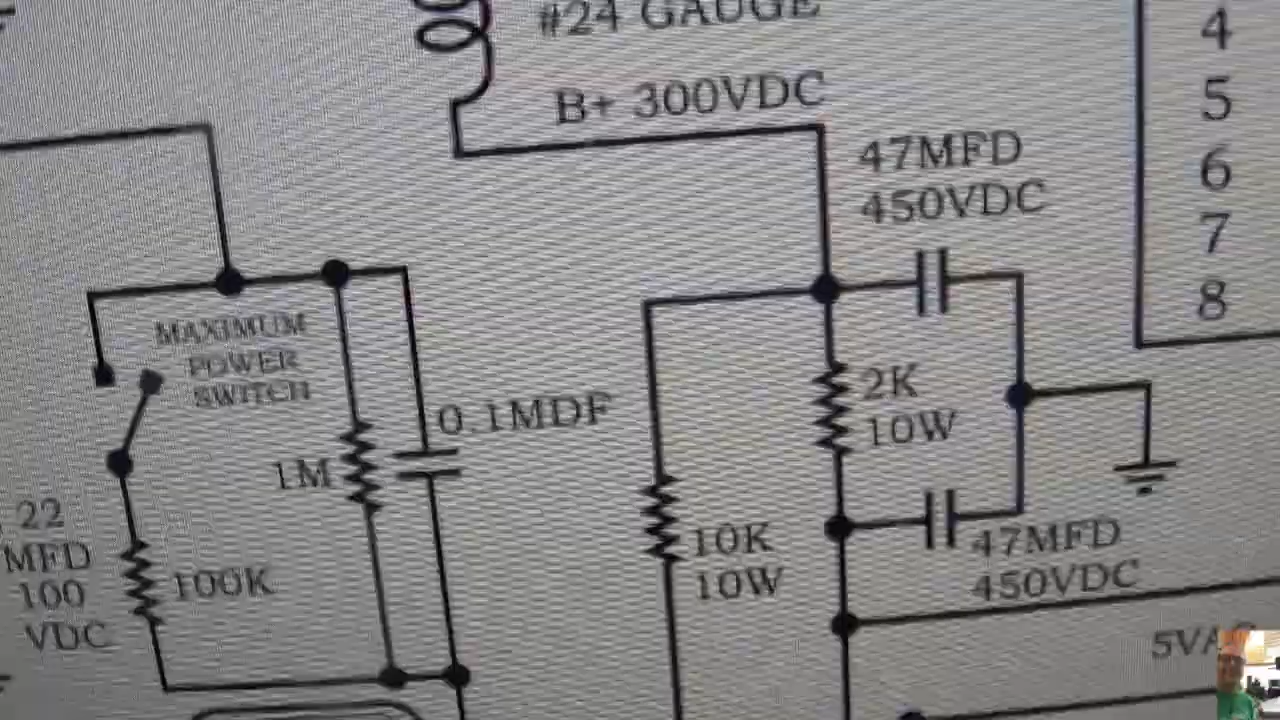 #24 GAUGE
B+ 300VDC
47MFD
450VDC
4
5
6
7
8
MAXIMUM
POWER
SWITCH
0.1MDF
1M
2K
10W
22
MFD
100
VDC
100K
10K
10W
47MFD
450VDC